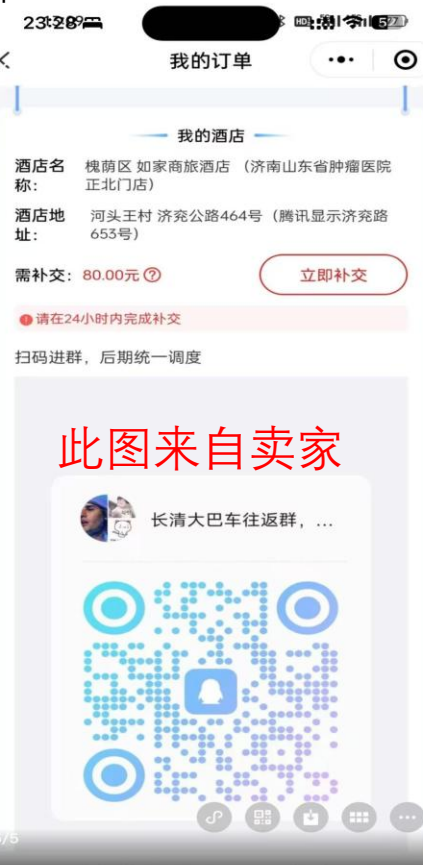 我的订单
我的酒店
酒店名 槐荫区 如家商旅酒店 (济南山东省肿瘤医院
称: 正北门店)
酒店地 河头王村 济兖公路464号 (腾讯显示济兖路
址: 653号)
需补交: 80.00元 ? 立即补交
! 请在24小时内完成补交
扫码进群,后期统一调度
此图来自卖家
长清大巴车往返群, ...
/5